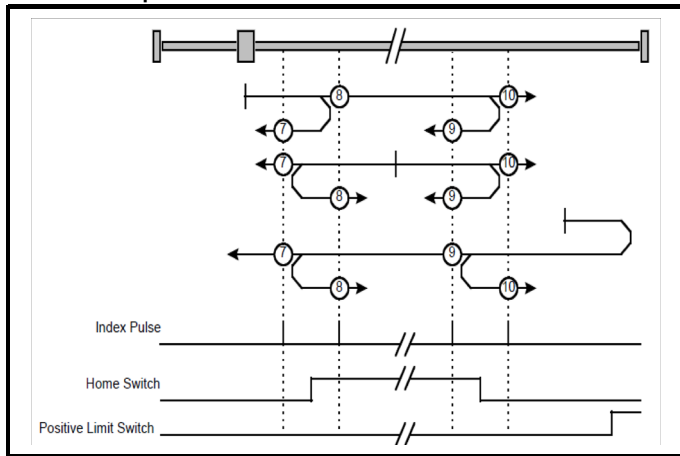 8 10
7 9
7 10
8 9
7 9
8 10
Index Pulse
Home Switch
Positive Limit Switch